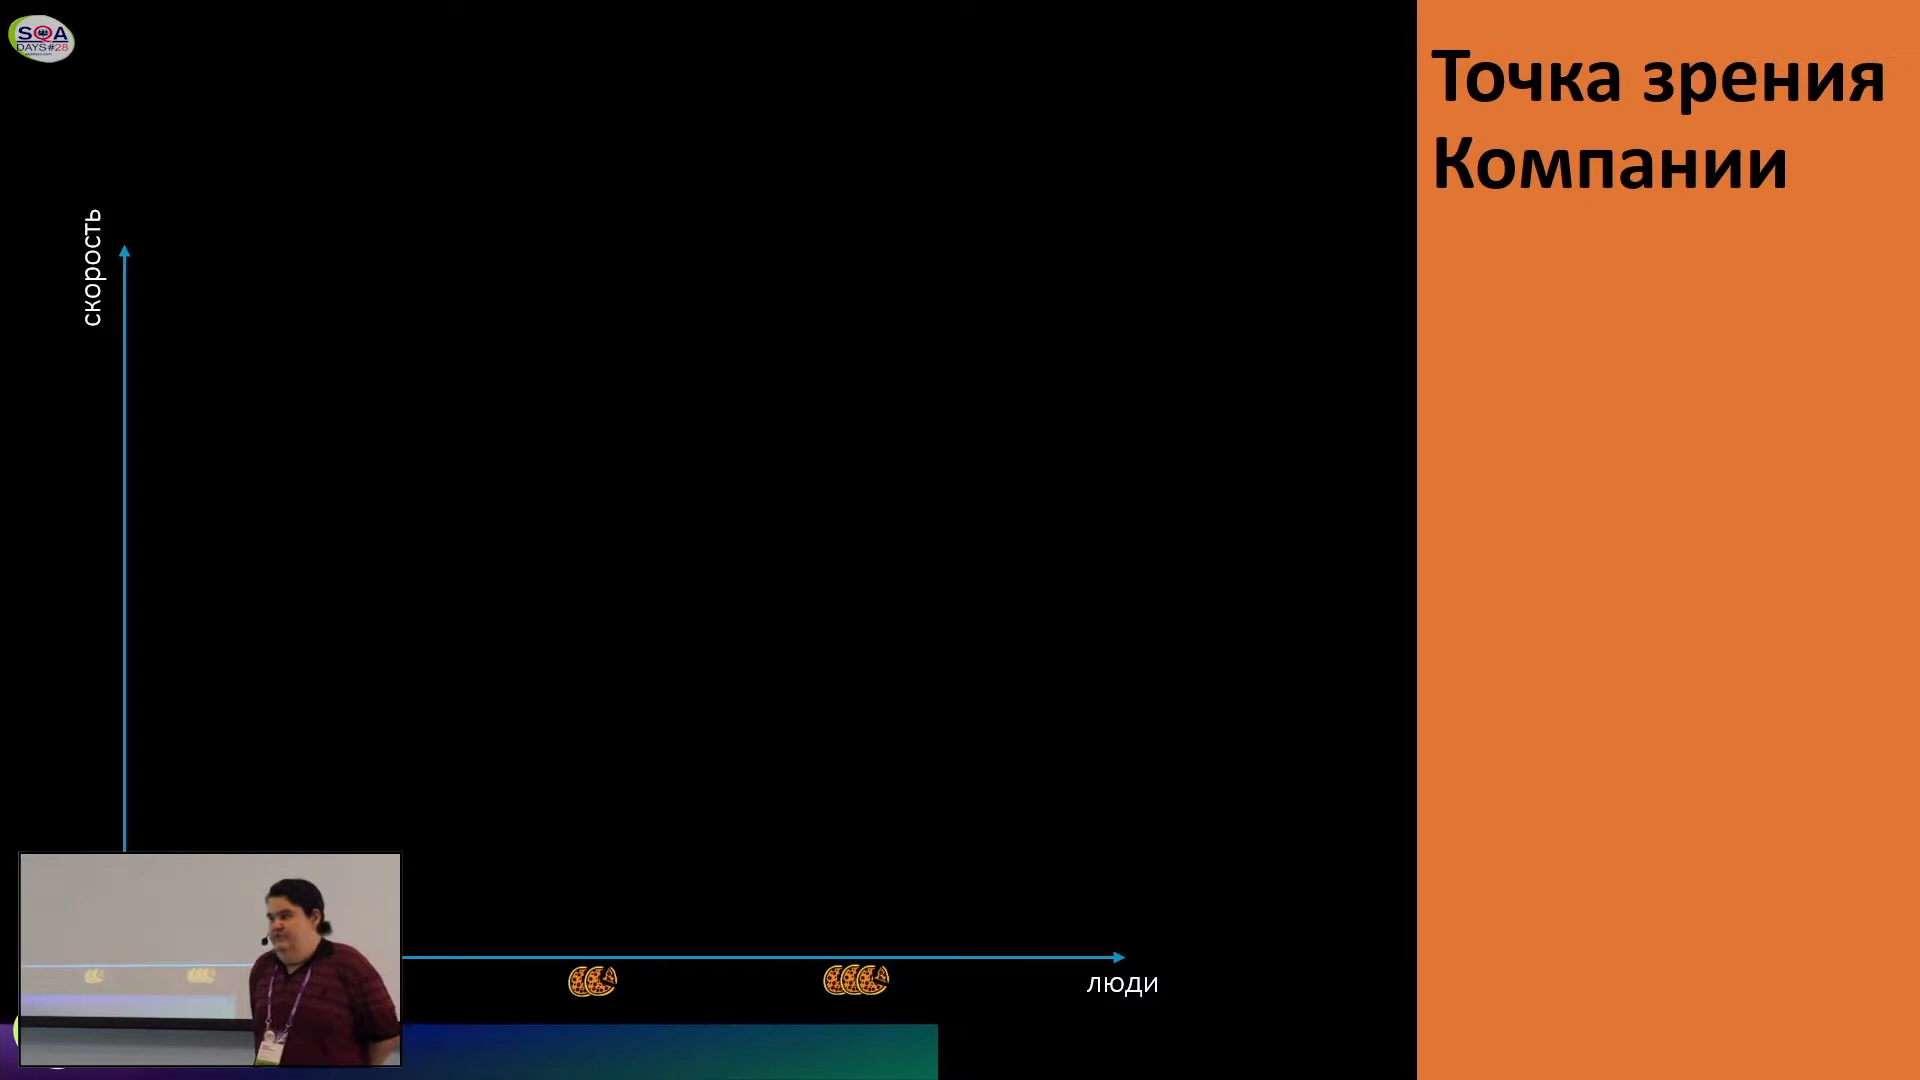 SQA
DAYS#28
Точка зрения
Компании
скорость
люди